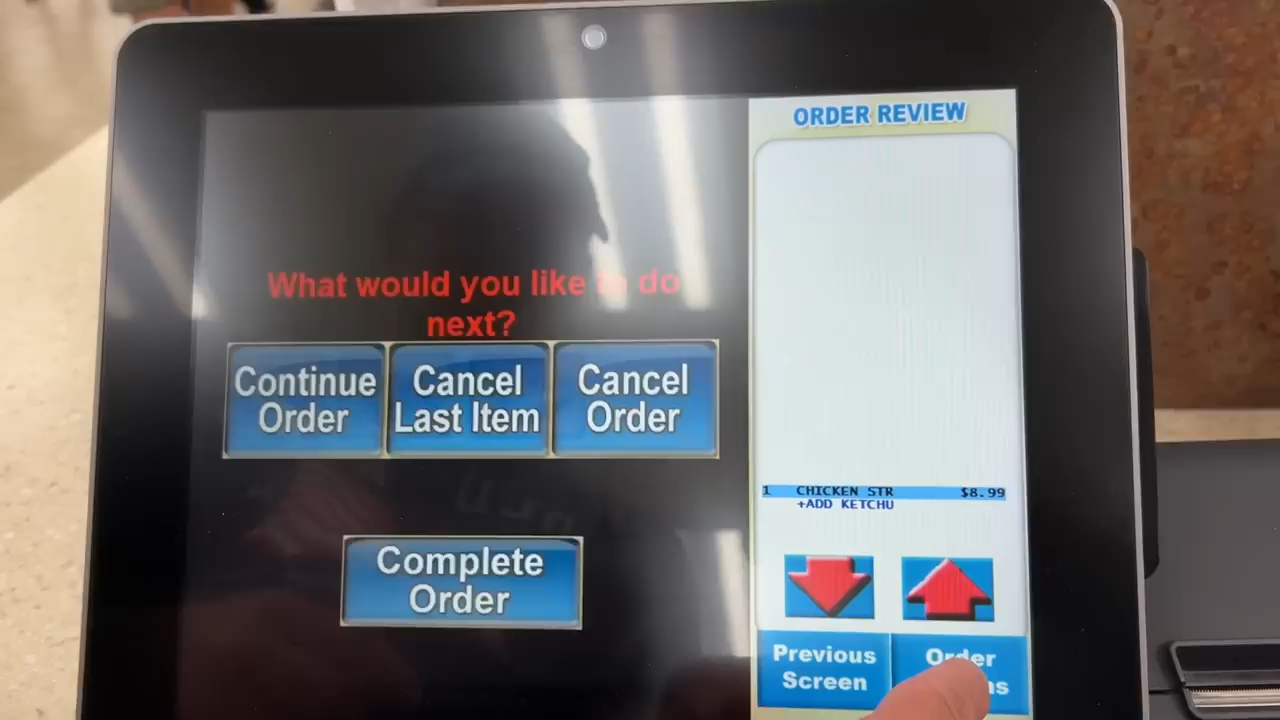 ORDER REVIEW
What would you like do
next?
Continue
Order
Cancel
Last Item
Cancel
Order
Complete
Order
1 CHICKEN STR $8.99
+ADD KETCHU
Previous
Screen
Order